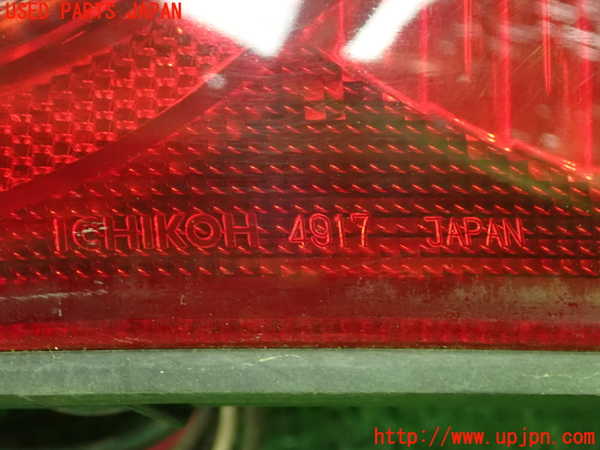 USED PARTS JAPAN
ICHIKOH 4917 JAPAN
http://www.upjpn.com/